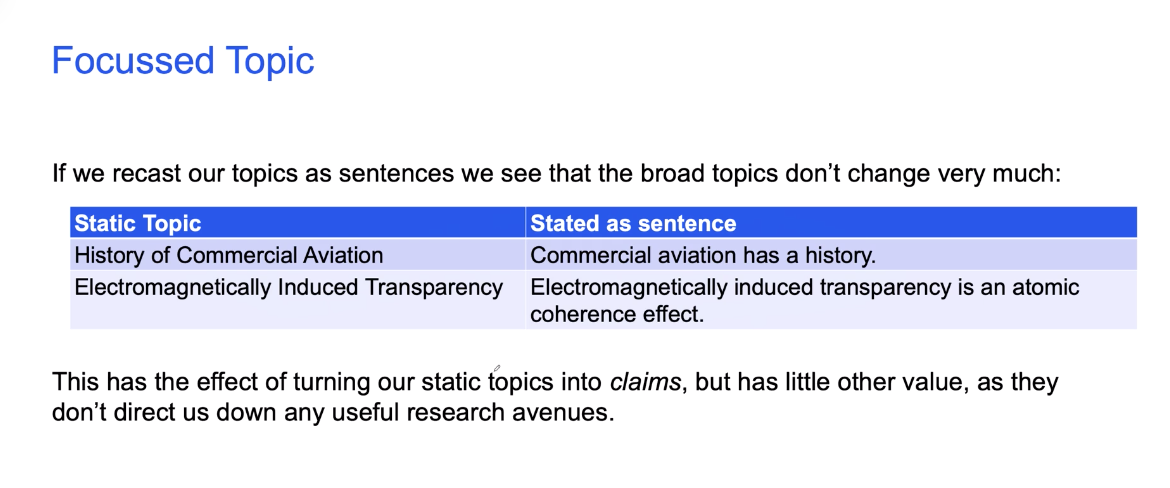 Focussed Topic
If we recast our topics as sentences we see that the broad topics don’t change very much:
Static Topic Stated as sentence
History of Commercial Aviation Commercial aviation has a history.
Electromagnetically Induced Transparency Electromagnetically induced transparency is an atomic
coherence effect.
This has the effect of turning our static topics into claims, but has little other value, as they
don’t direct us down any useful research avenues.